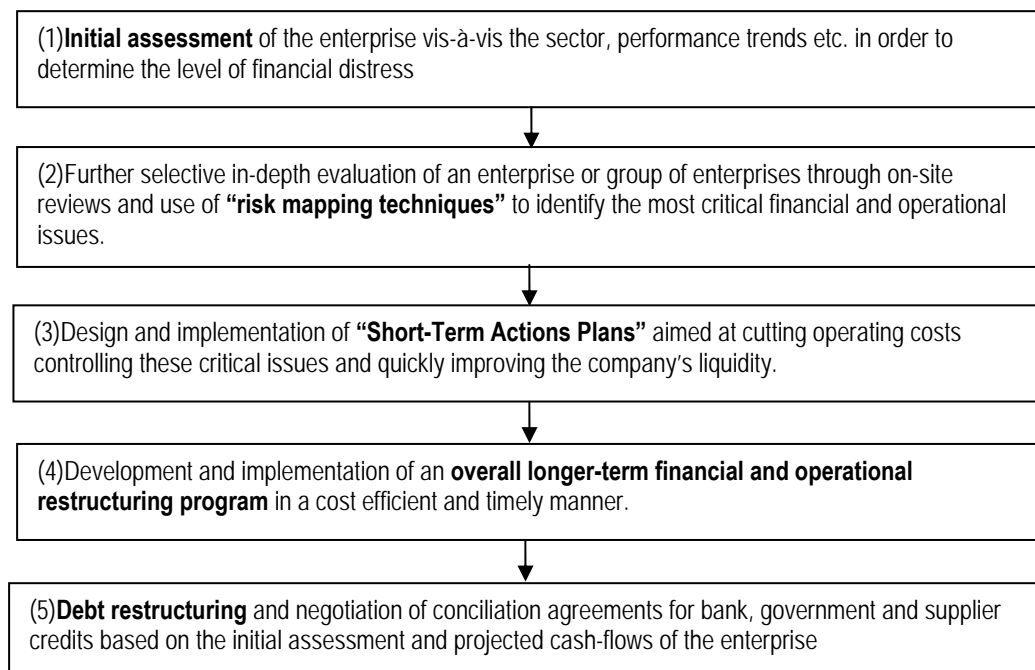 (1)Initial assessment of the enterprise vis-à-vis the sector, performance trends etc. in order to
determine the level of financial distress
(2)Further selective in-depth evaluation of an enterprise or group of enterprises through on-site
reviews and use of “risk mapping techniques” to identify the most critical financial and operational
issues.
(3)Design and implementation of “Short-Term Actions Plans” aimed at cutting operating costs
controlling these critical issues and quickly improving the company’s liquidity.
(4)Development and implementation of an overall longer-term financial and operational
restructuring program in a cost efficient and timely manner.
(5)Debt restructuring and negotiation of conciliation agreements for bank, government and supplier
credits based on the initial assessment and projected cash-flows of the enterprise